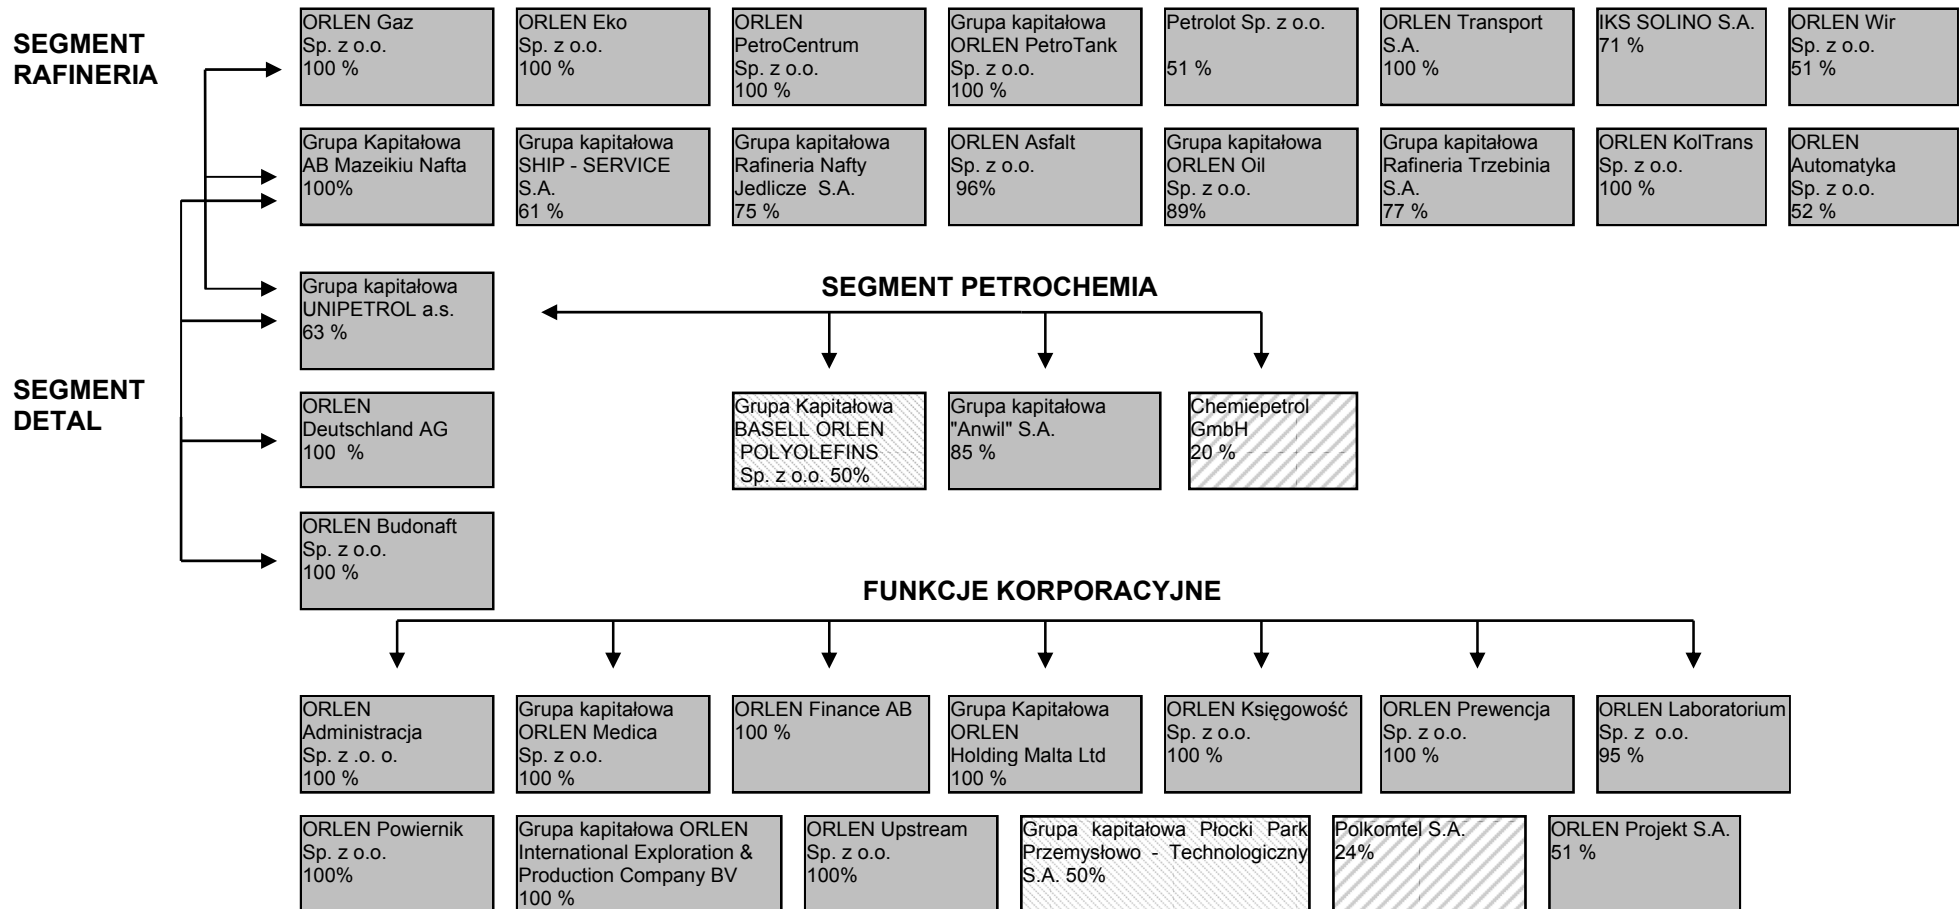 SEGMENT
RAFINERIA
ORLEN Gaz
Sp. z o.o.
100 %
ORLEN Eko
Sp. z o.o.
100 %
ORLEN
PetroCentrum
Sp. z o.o.
100 %
Grupa kapitałowa
ORLEN PetroTank
Sp. z o.o.
100 %
Petrolot Sp. z o.o.
51 %
ORLEN Transport
S.A.
100 %
IKS SOLINO S.A.
71 %
ORLEN Wir
Sp. z o.o.
51 %
Grupa Kapitałowa
AB Mazeikiu Nafta
100%
Grupa kapitałowa
SHIP - SERVICE
S.A.
61 %
Grupa kapitałowa
Rafineria Nafty
Jedlicze S.A.
75 %
ORLEN Asfalt
Sp. z o.o.
96%
Grupa kapitałowa
ORLEN Oil
Sp. z o.o.
89%
Grupa kapitałowa
Rafineria Trzebinia
S.A.
77 %
ORLEN KolTrans
Sp. z o.o.
100 %
ORLEN
Automatyka
Sp. z o.o.
52 %
Grupa kapitałowa
UNIPETROL a.s.
63 %
SEGMENT PETROCHEMIA
SEGMENT
DETAL
ORLEN
Deutschland AG
100 %
Grupa Kapitałowa
BASELL ORLEN
POLYOLEFINS
Sp. z o.o. 50%
Grupa kapitałowa
"Anwil" S.A.
85 %
Chemiepetrol
GmbH
20 %
ORLEN Budonaft
Sp. z o.o.
100 %
FUNKCJE KORPORACYJNE
ORLEN
Administracja
Sp. z .o. o.
100 %
Grupa kapitałowa
ORLEN Medica
Sp. z o.o.
100 %
ORLEN Finance AB
100 %
Grupa Kapitałowa
ORLEN
Holding Malta Ltd
100 %
ORLEN Księgowość
Sp. z o.o.
100 %
ORLEN Prewencja
Sp. z o.o.
100 %
ORLEN Laboratorium
Sp. z o.o.
95 %
ORLEN Powiernik
Sp. z o.o.
100%
Grupa kapitałowa ORLEN
International Exploration &
Production Company BV
100 %
ORLEN Upstream
Sp. z o.o.
100%
Grupa kapitałowa Płocki Park
Przemysłowo - Technologiczny
S.A. 50%
Polkomtel S.A.
24%
ORLEN Projekt S.A.
51 %